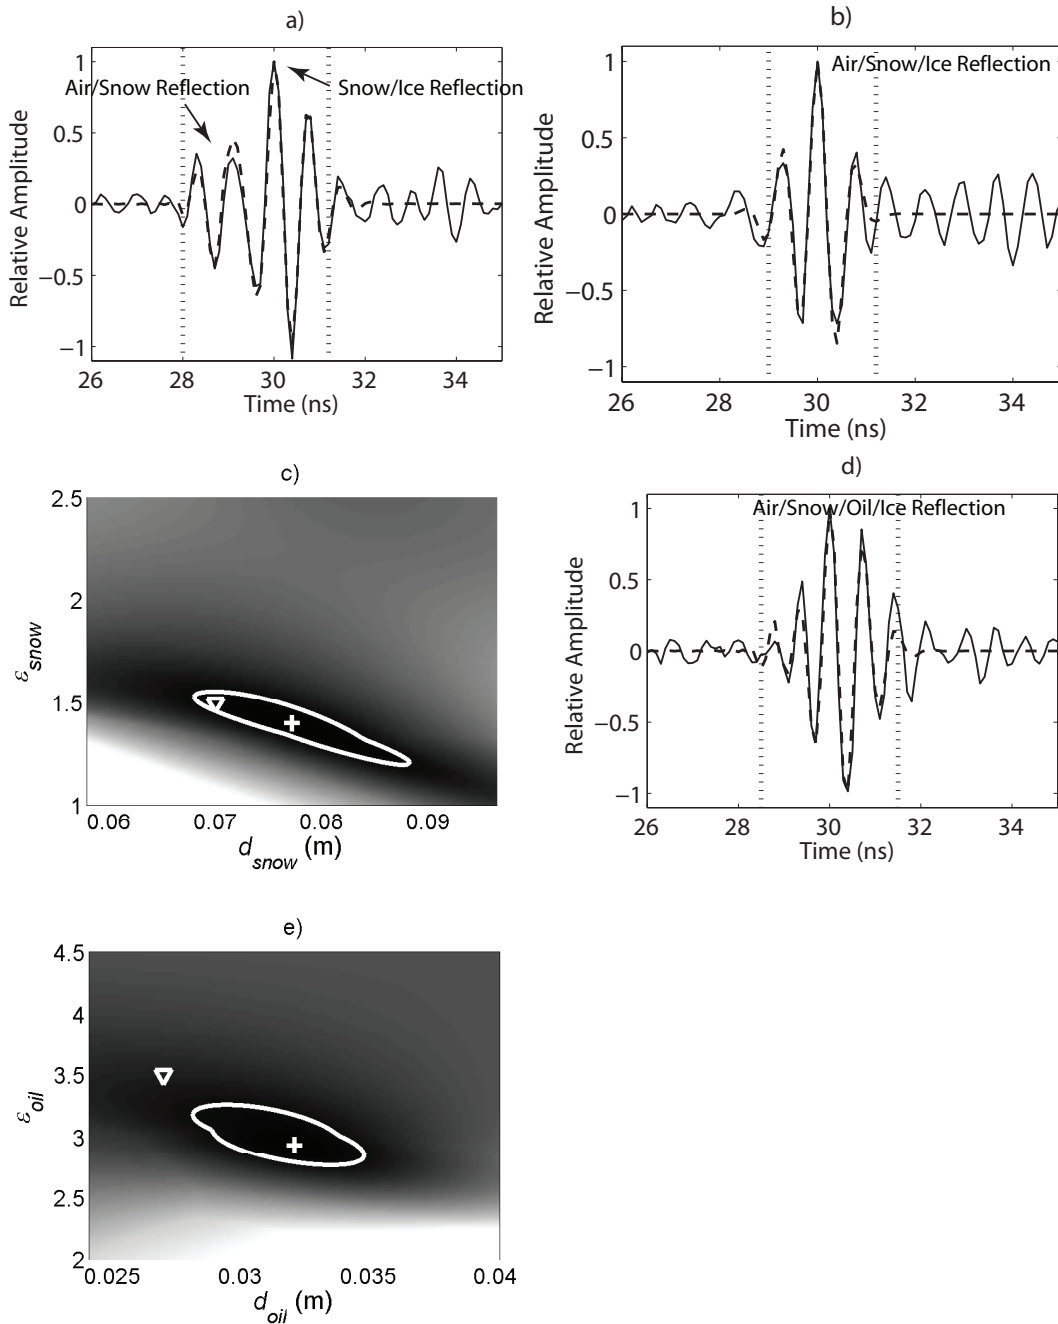 a)
1
0.5
0
−0.5
−1
26 28 30 32 34
Time (ns)
Relative Amplitude
Air/Snow Reflection
Snow/Ice Reflection
b)
1
0.5
0
−0.5
−1
26 28 30 32 34
Time (ns)
Relative Amplitude
Air/Snow/Ice Reflection
c)
2.5
2
1.5
1
0.06 0.07 0.08 0.09
d snow (m)
ε snow
d)
1
0.5
0
−0.5
−1
26 28 30 32 34
Time (ns)
Relative Amplitude
Air/Snow/Oil/Ice Reflection
e)
4.5
4
3.5
3
2.5
2
0.025 0.03 0.035 0.04
d oil (m)
ε oil